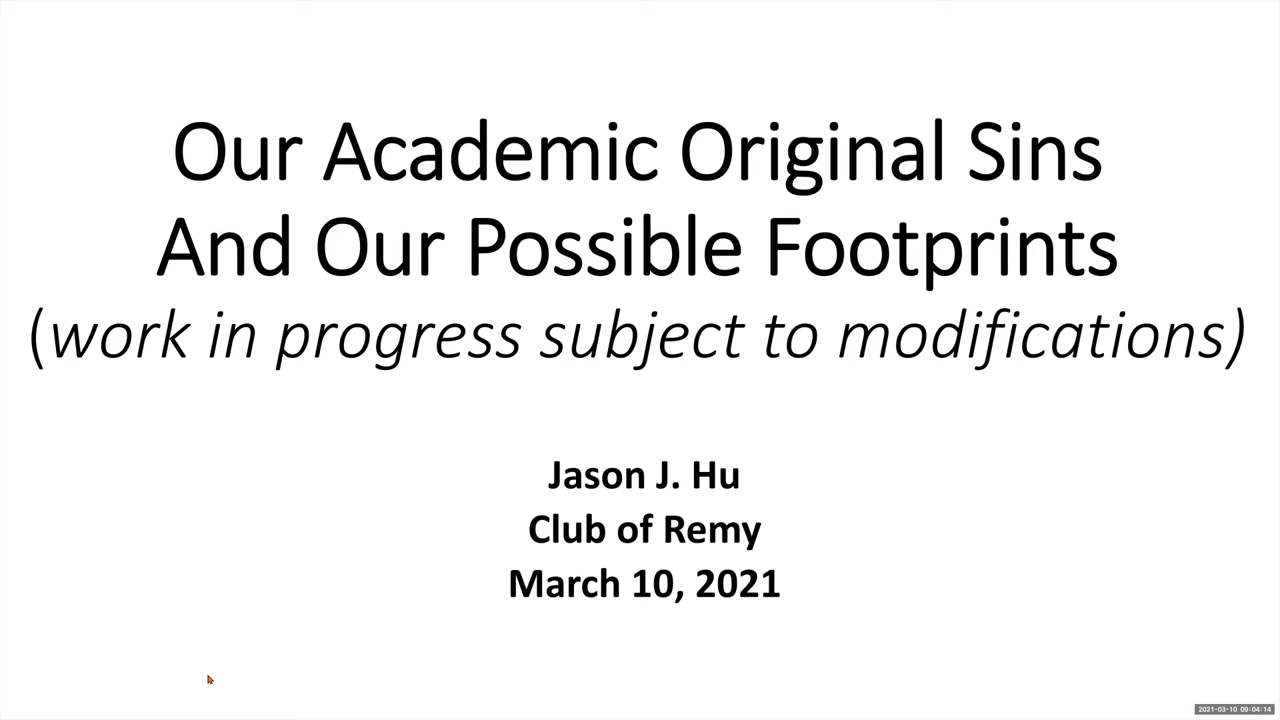 Our Academic Original Sins
And Our Possible Footprints
(work in progress subject to modifications)
Jason J. Hu
Club of Remy
March 10, 2021
2021-03-10 09:04:14